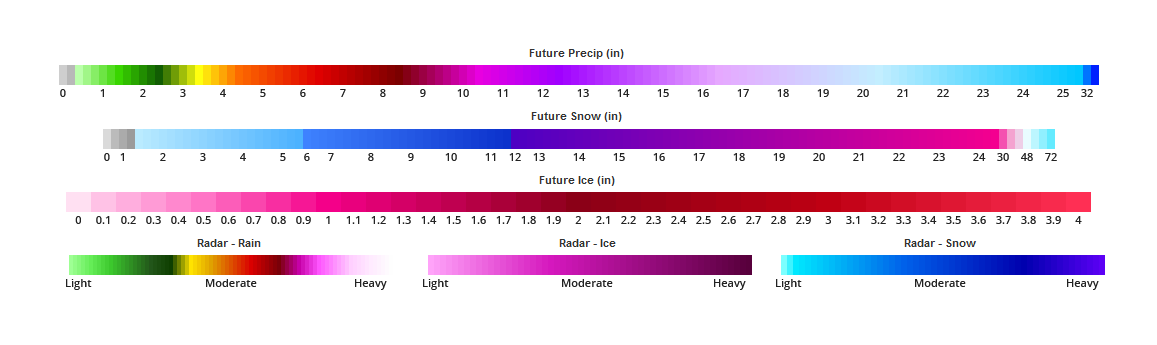 Future Precip (in)
0 1 2 3 4 5 6 7 8 9 10 11 12 13 14 15 16 17 18 19 20 21 22 23 24 25 32
Future Snow (in)
0 1 2 3 4 5 6 7 8 9 10 11 12 13 14 15 16 17 18 19 20 21 22 23 24 30 48 72
Future Ice (in)
0 0.1 0.2 0.3 0.4 0.5 0.6 0.7 0.8 0.9 1 1.1 1.2 1.3 1.4 1.5 1.6 1.7 1.8 1.9 2 2.1 2.2 2.3 2.4 2.5 2.6 2.7 2.8 2.9 3 3.1 3.2 3.3 3.4 3.5 3.6 3.7 3.8 3.9 4
Radar - Rain Radar - Ice Radar - Snow
Light Moderate Heavy Light Moderate Heavy Light Moderate Heavy